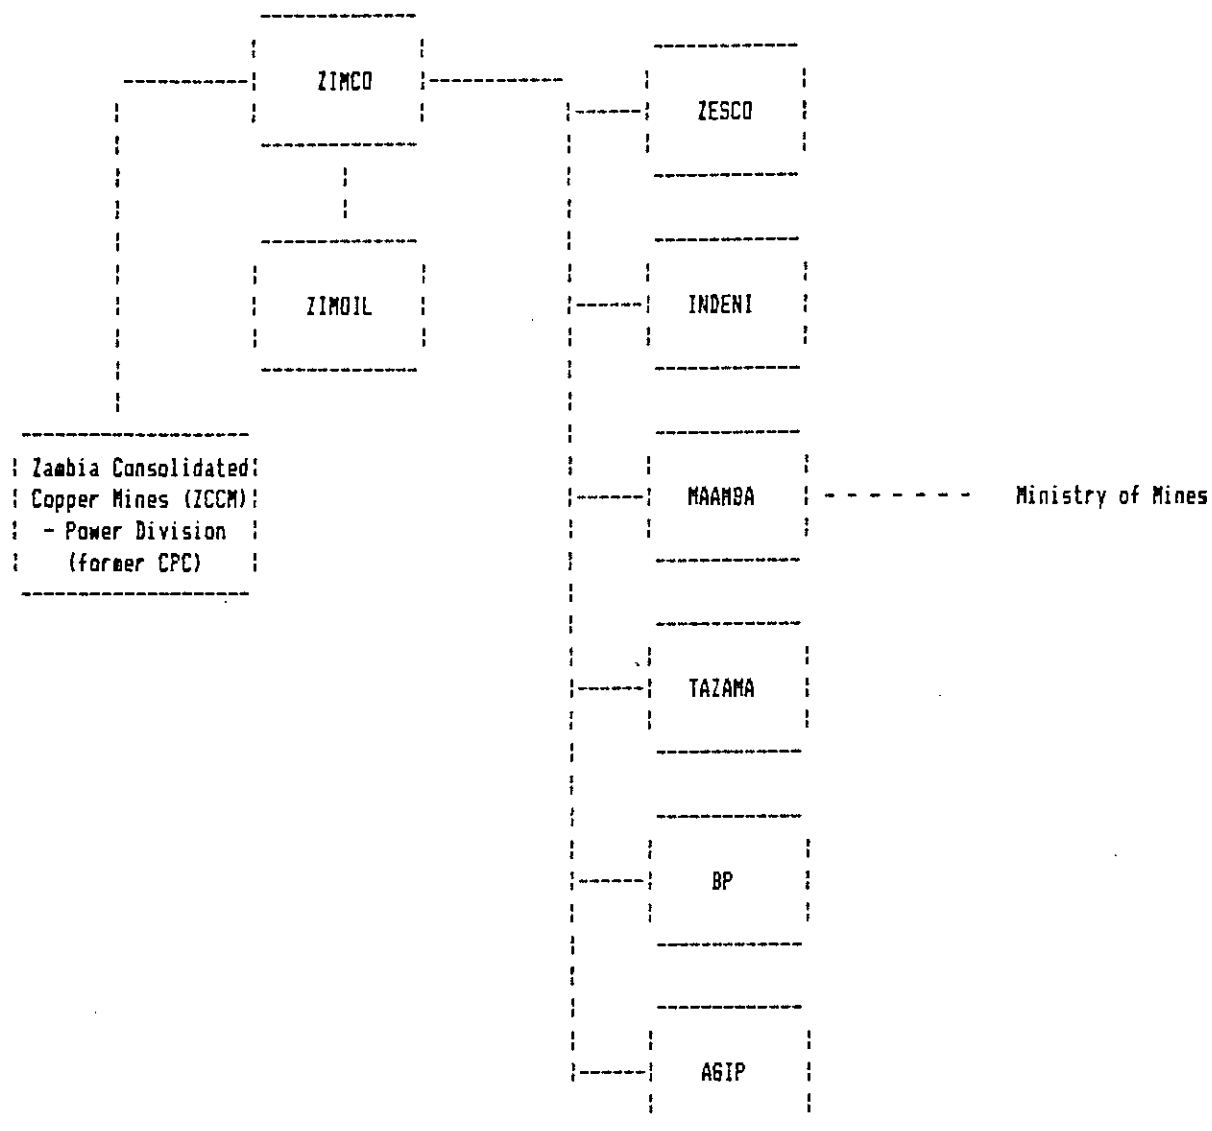 ZIMCO
ZESCO
ZIMOIL
INDENI
Zambia Consolidated
Copper Mines (ZCCM)
- Power Division
(former CPC)
MAAMBA
Ministry of Mines
TAZAMA
BP
AGIP